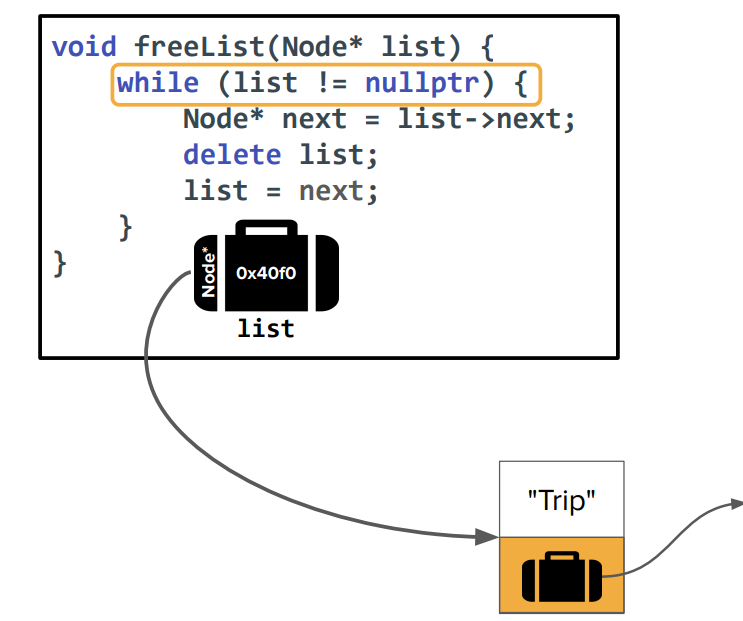 void freeList(Node* list) {
    while (list != nullptr) {
        Node* next = list->next;
        delete list;
        list = next;
    }
}
Node*
0x40f0
list
"Trip"